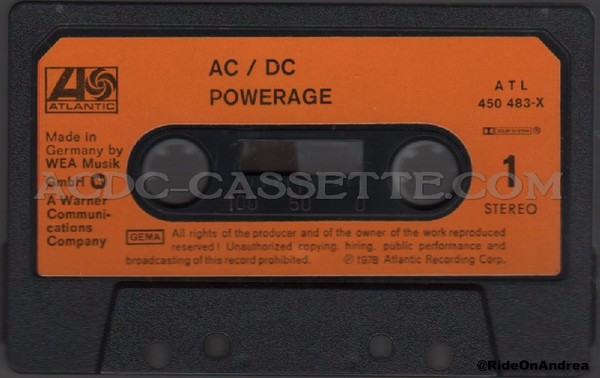 AC / DC
POWERAGE
ATLANTIC
ATL
450 483-X
DOLBY SYSTEM ®
Made in
Germany by
WEA Musik
GmbH
A Warner
Communi-
cations
Company
1
STEREO
ACDC-CASSETTE.COM
100 50 0
GEMA All rights of the producer and of the owner of the work reproduced
reserved! Unauthorized copying, hiring, public performance and
broadcasting of this record prohibited. ℗ 1978 Atlantic Recording Corp.
@RideOnAndrea